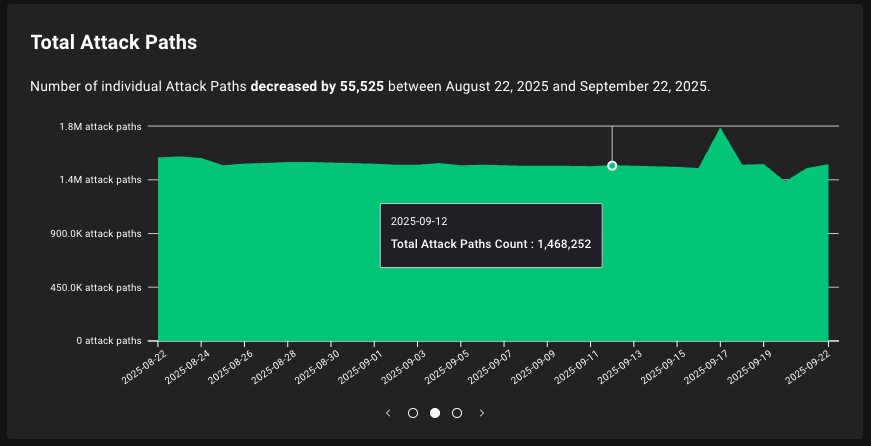 Total Attack Paths
Number of individual Attack Paths decreased by 55,525 between August 22, 2025 and September 22, 2025.
1.8M attack paths
1.4M attack paths
900.0K attack paths
450.0K attack paths
0 attack paths
2025-09-12
Total Attack Paths Count : 1,468,252
2025-08-22
2025-08-24
2025-08-26
2025-08-28
2025-08-30
2025-09-01
2025-09-03
2025-09-05
2025-09-07
2025-09-09
2025-09-11
2025-09-13
2025-09-15
2025-09-17
2025-09-19
2025-09-22